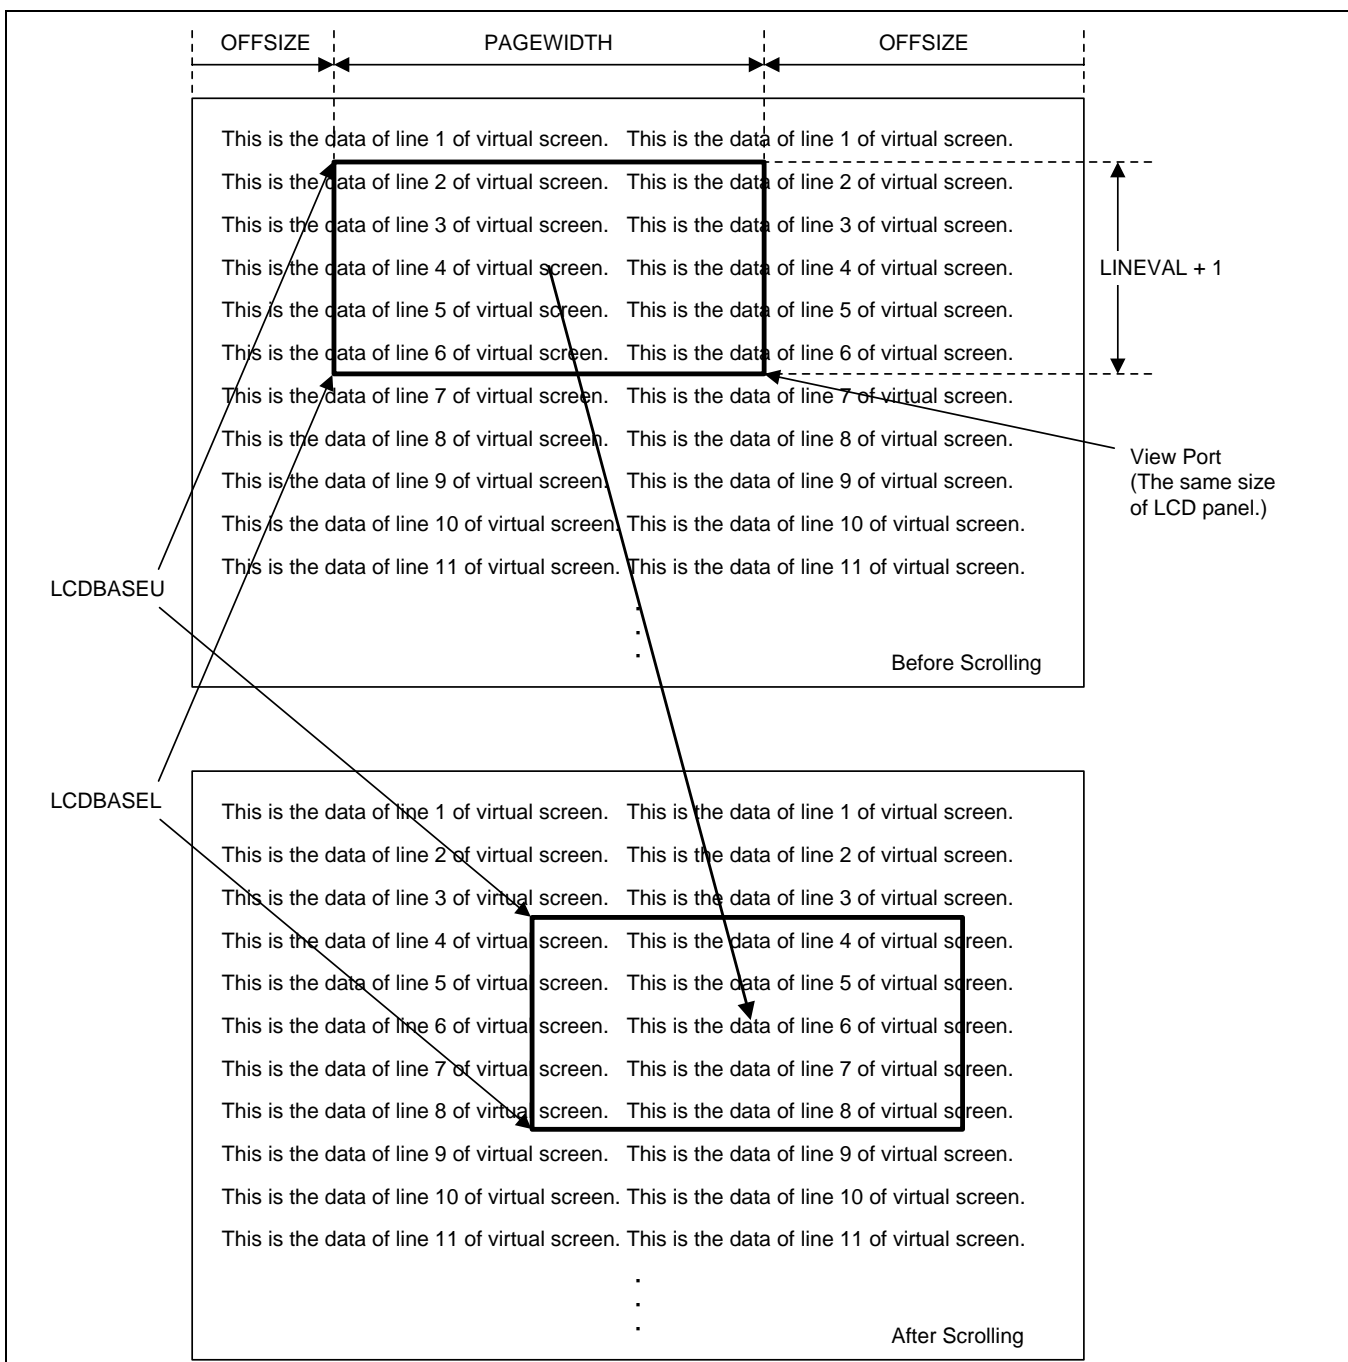 OFFSIZE PAGEWIDTH OFFSIZE
This is the data of line 1 of virtual screen. This is the data of line 1 of virtual screen.
This is the data of line 2 of virtual screen. This is the data of line 2 of virtual screen.
This is the data of line 3 of virtual screen. This is the data of line 3 of virtual screen.
This is the data of line 4 of virtual screen. This is the data of line 4 of virtual screen.
LINEVAL + 1
This is the data of line 5 of virtual screen. This is the data of line 5 of virtual screen.
This is the data of line 6 of virtual screen. This is the data of line 6 of virtual screen.
This is the data of line 7 of virtual screen. This is the data of line 7 of virtual screen.
This is the data of line 8 of virtual screen. This is the data of line 8 of virtual screen.
View Port
(The same size
of LCD panel.)
This is the data of line 9 of virtual screen. This is the data of line 9 of virtual screen.
This is the data of line 10 of virtual screen. This is the data of line 10 of virtual screen.
This is the data of line 11 of virtual screen. This is the data of line 11 of virtual screen.
LCDBASEU
.
.
.
Before Scrolling
LCDBASEL
This is the data of line 1 of virtual screen. This is the data of line 1 of virtual screen.
This is the data of line 2 of virtual screen. This is the data of line 2 of virtual screen.
This is the data of line 3 of virtual screen. This is the data of line 3 of virtual screen.
This is the data of line 4 of virtual screen. This is the data of line 4 of virtual screen.
This is the data of line 5 of virtual screen. This is the data of line 5 of virtual screen.
This is the data of line 6 of virtual screen. This is the data of line 6 of virtual screen.
This is the data of line 7 of virtual screen. This is the data of line 7 of virtual screen.
This is the data of line 8 of virtual screen. This is the data of line 8 of virtual screen.
This is the data of line 9 of virtual screen. This is the data of line 9 of virtual screen.
This is the data of line 10 of virtual screen. This is the data of line 10 of virtual screen.
This is the data of line 11 of virtual screen. This is the data of line 11 of virtual screen.
.
.
.
After Scrolling